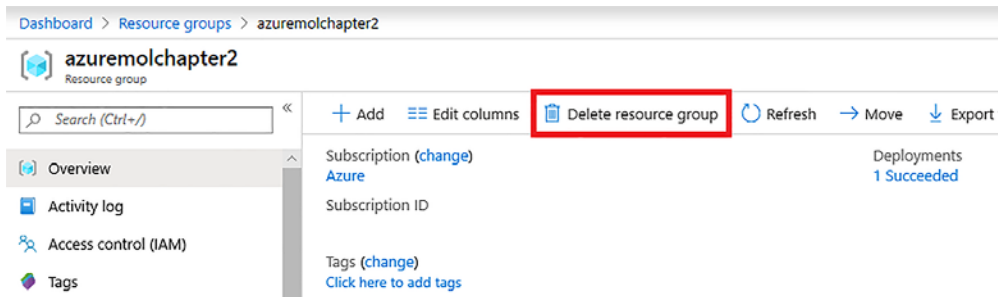 Dashboard > Resource groups > azuremolchapter2
azuremolchapter2
Resource group
Search (Ctrl+/)
«
Overview
Activity log
Access control (IAM)
Tags
+ Add Edit columns Delete resource group Refresh Move Export
Subscription (change)
Azure
Subscription ID
Tags (change)
Click here to add tags
Deployments
1 Succeeded